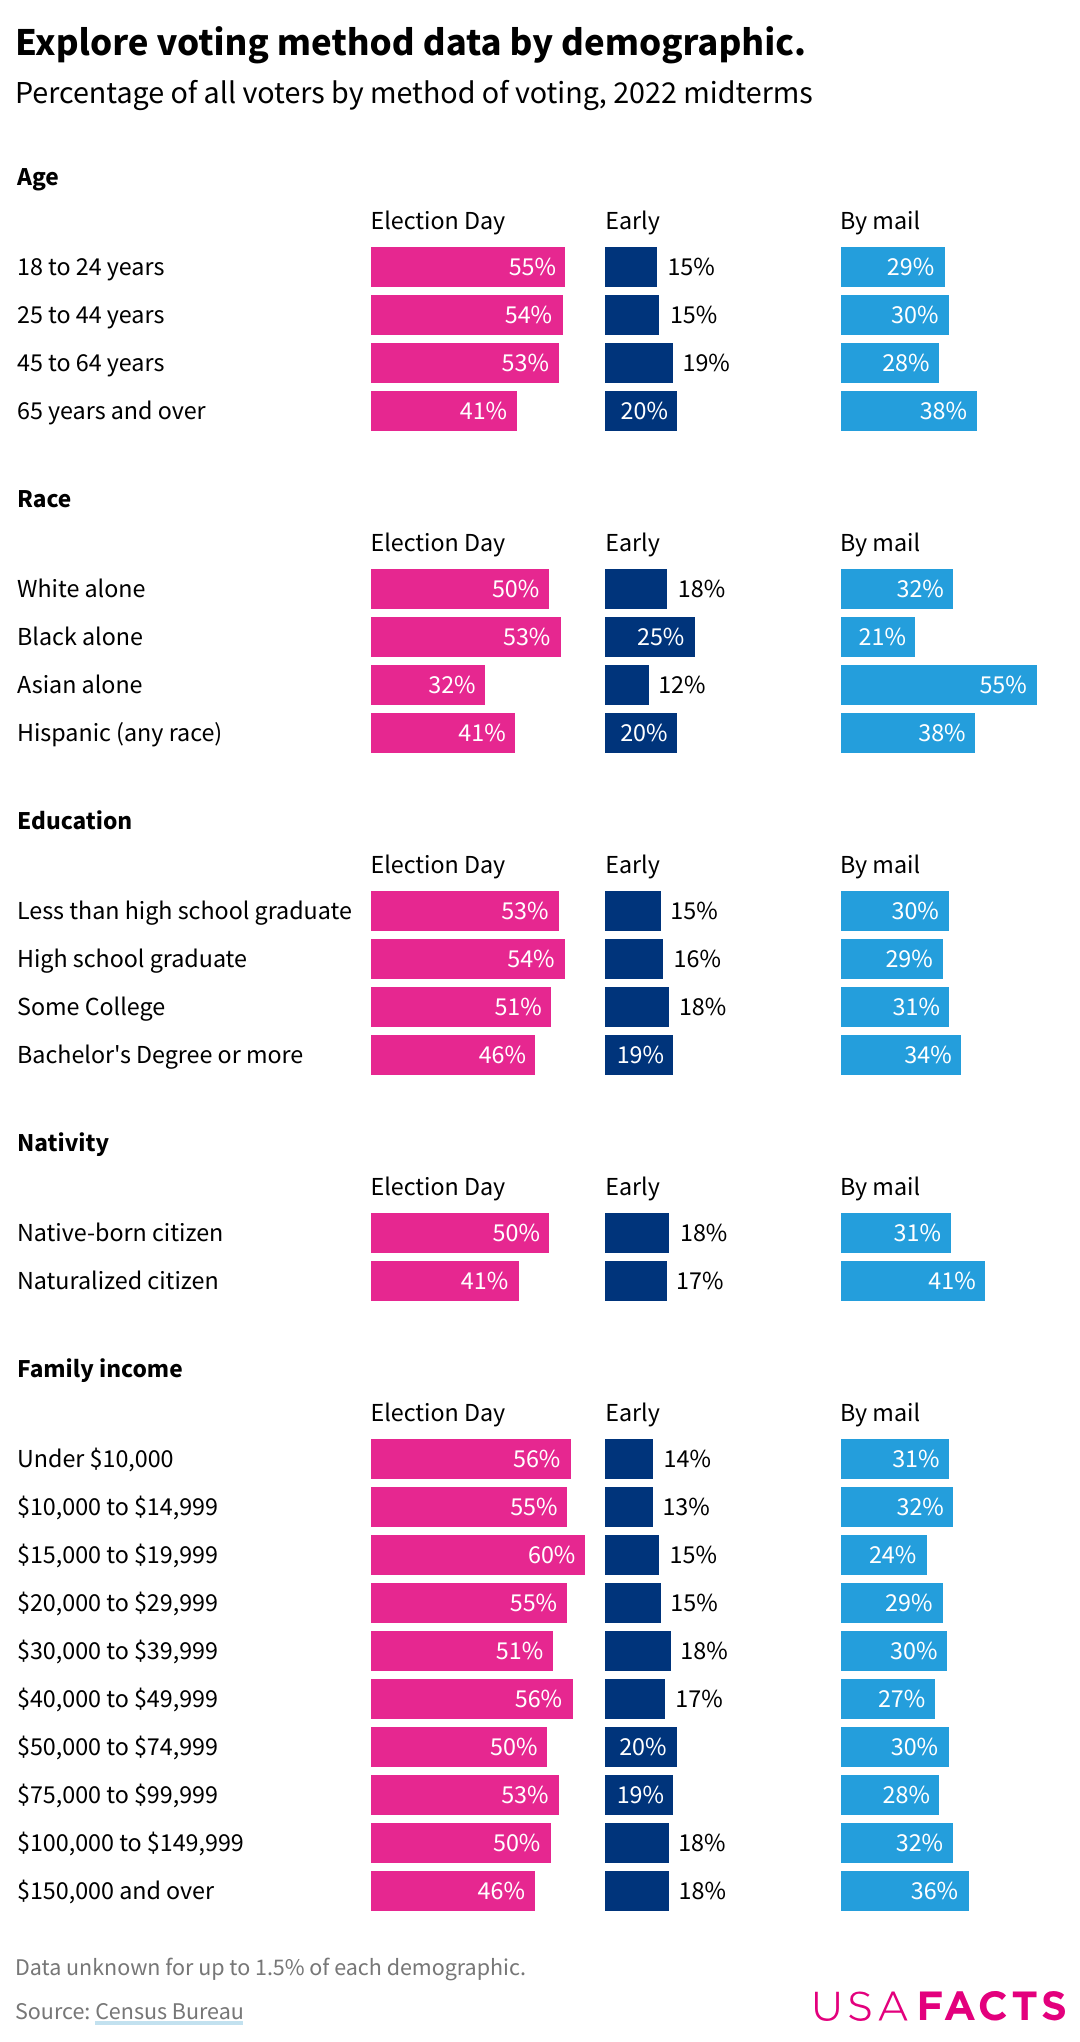 Explore voting method data by demographic.
Percentage of all voters by method of voting, 2022 midterms
Age
Election Day Early By mail
18 to 24 years 55% 15% 29%
25 to 44 years 54% 15% 30%
45 to 64 years 53% 19% 28%
65 years and over 41% 20% 38%
Race
Election Day Early By mail
White alone 50% 18% 32%
Black alone 53% 25% 21%
Asian alone 32% 12% 55%
Hispanic (any race) 41% 20% 38%
Education
Election Day Early By mail
Less than high school graduate 53% 15% 30%
High school graduate 54% 16% 29%
Some College 51% 18% 31%
Bachelor's Degree or more 46% 19% 34%
Nativity
Election Day Early By mail
Native-born citizen 50% 18% 31%
Naturalized citizen 41% 17% 41%
Family income
Election Day Early By mail
Under $10,000 56% 14% 31%
$10,000 to $14,999 55% 13% 32%
$15,000 to $19,999 60% 15% 24%
$20,000 to $29,999 55% 15% 29%
$30,000 to $39,999 51% 18% 30%
$40,000 to $49,999 56% 17% 27%
$50,000 to $74,999 50% 20% 30%
$75,000 to $99,999 53% 19% 28%
$100,000 to $149,999 50% 18% 32%
$150,000 and over 46% 18% 36%
Data unknown for up to 1.5% of each demographic.
Source: Census Bureau
USAFACTS